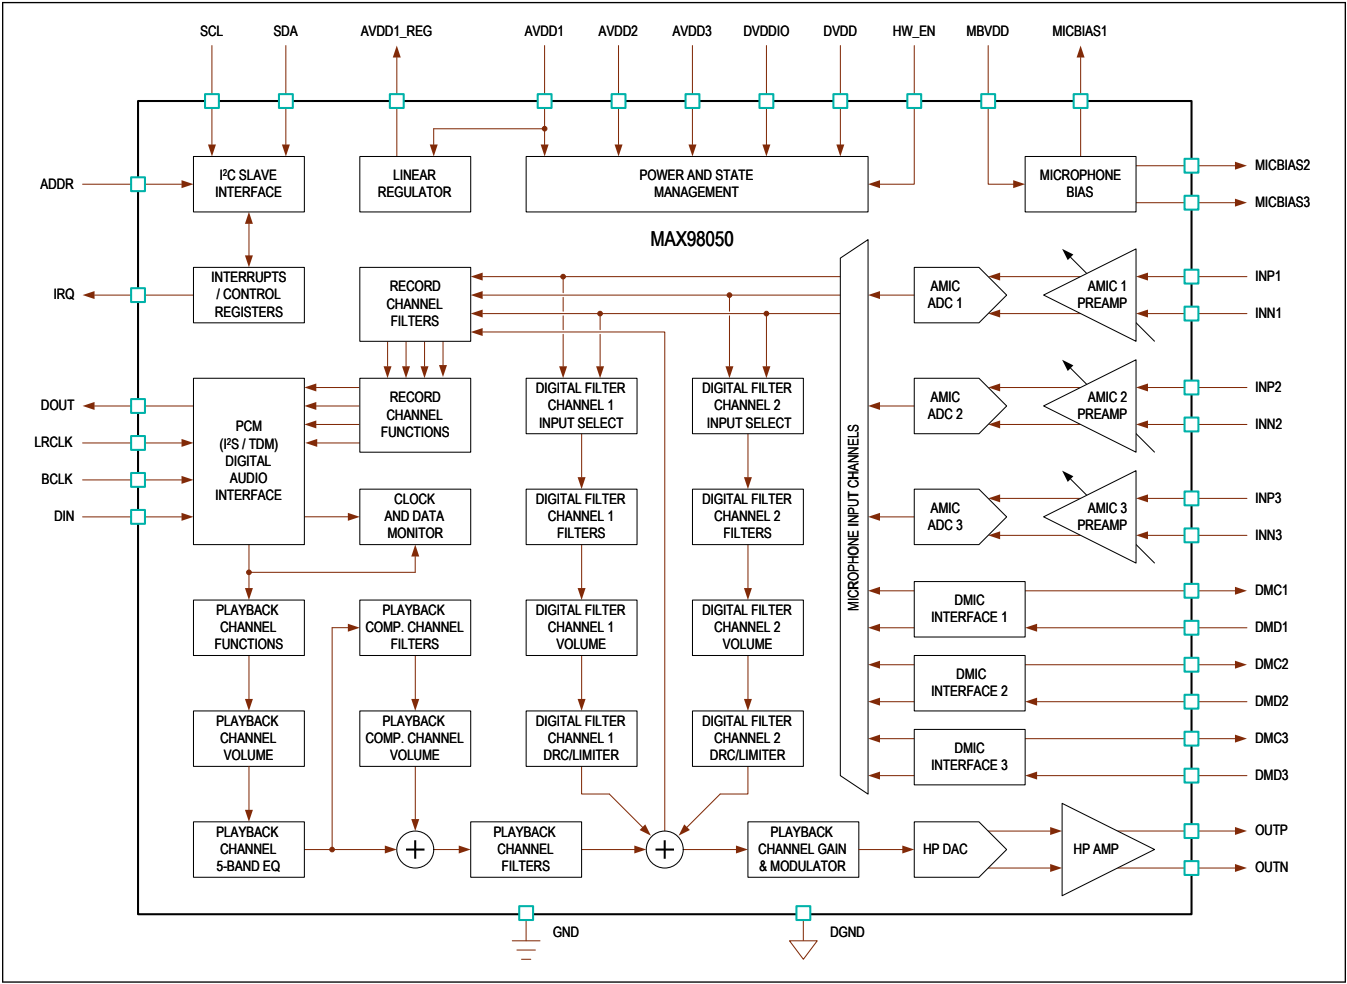 SCL
SDA
AVDD1_REG
AVDD1
AVDD2
AVDD3
DVDDIO
DVDD
HW_EN
MBVDD
MICBIAS1
ADDR
I²C SLAVE
INTERFACE
LINEAR
REGULATOR
POWER AND STATE
MANAGEMENT
MICROPHONE
BIAS
MICBIAS2
MICBIAS3
MAX98050
IRQ
INTERRUPTS
/ CONTROL
REGISTERS
RECORD
CHANNEL
FILTERS
AMIC
ADC 1
AMIC 1
PREAMP
INP1
INN1
DOUT
LRCLK
BCLK
DIN
PCM
(I²S / TDM)
DIGITAL
AUDIO
INTERFACE
RECORD
CHANNEL
FUNCTIONS
DIGITAL FILTER
CHANNEL 1
INPUT SELECT
DIGITAL FILTER
CHANNEL 2
INPUT SELECT
MICROPHONE INPUT CHANNELS
AMIC
ADC 2
AMIC 2
PREAMP
INP2
INN2
CLOCK
AND DATA
MONITOR
DIGITAL FILTER
CHANNEL 1
FILTERS
DIGITAL FILTER
CHANNEL 2
FILTERS
AMIC
ADC 3
AMIC 3
PREAMP
INP3
INN3
PLAYBACK
CHANNEL
FUNCTIONS
PLAYBACK
COMP. CHANNEL
FILTERS
DIGITAL FILTER
CHANNEL 1
VOLUME
DIGITAL FILTER
CHANNEL 2
VOLUME
DMIC
INTERFACE 1
DMC1
DMD1
DMIC
INTERFACE 2
DMC2
DMD2
PLAYBACK
CHANNEL
VOLUME
PLAYBACK
COMP. CHANNEL
VOLUME
DIGITAL FILTER
CHANNEL 1
DRC/LIMITER
DIGITAL FILTER
CHANNEL 2
DRC/LIMITER
DMIC
INTERFACE 3
DMC3
DMD3
PLAYBACK
CHANNEL
5-BAND EQ
+
PLAYBACK
CHANNEL
FILTERS
+
PLAYBACK
CHANNEL GAIN
& MODULATOR
HP DAC
HP AMP
OUTP
OUTN
GND
DGND